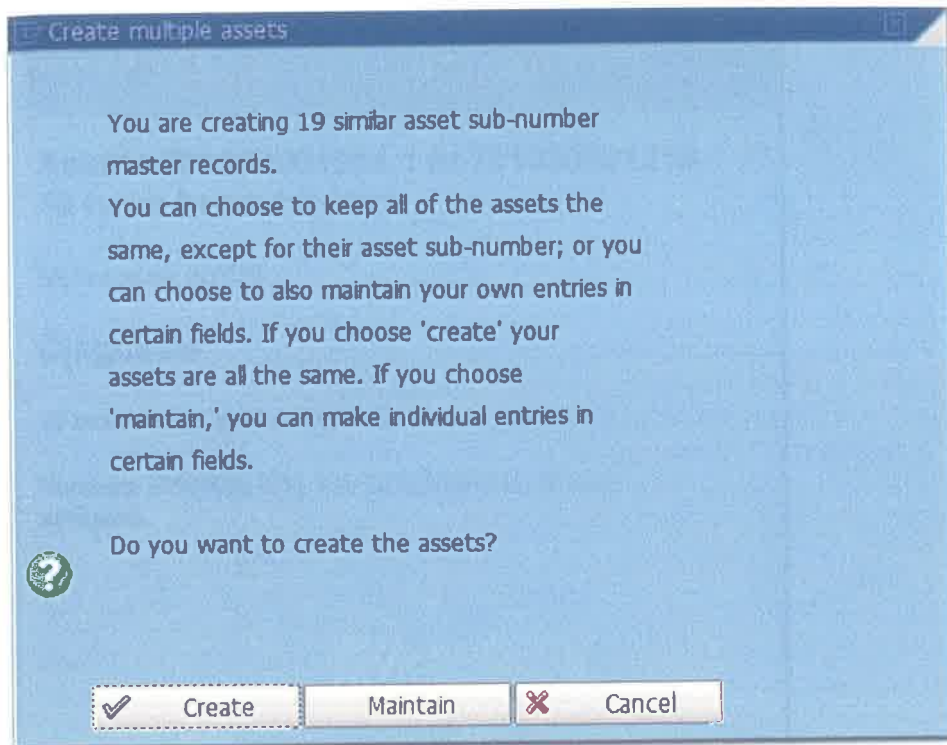 Create multiple assets
You are creating 19 similar asset sub-number
master records.
You can choose to keep all of the assets the
same, except for their asset sub-number; or you
can choose to also maintain your own entries in
certain fields. If you choose 'create' your
assets are all the same. If you choose
'maintain,' you can make individual entries in
certain fields.
Do you want to create the assets?
Create Maintain Cancel